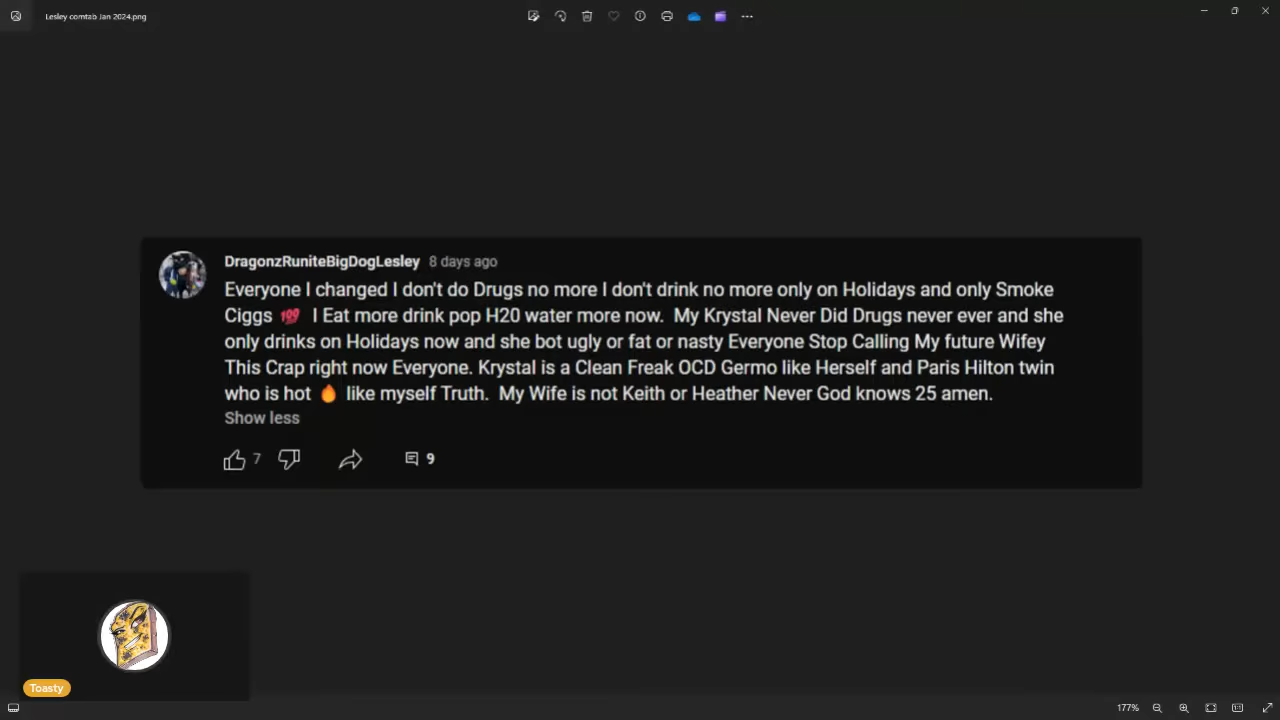 Lesley comtab Jan 2024.png
DragonzRuniteBigDogLesley 8 days ago
Everyone I changed I don't do Drugs no more I don't drink no more only on Holidays and only Smoke
Ciggs 💯 I Eat more drink pop H20 water more now. My Krystal Never Did Drugs never ever and she
only drinks on Holidays now and she bot ugly or fat or nasty Everyone Stop Calling My future Wifey
This Crap right now Everyone. Krystal is a Clean Freak OCD Germo like Herself and Paris Hilton twin
who is hot 🔥 like myself Truth. My Wife is not Keith or Heather Never God knows 25 amen.
Show less
7 9
Toasty
177%